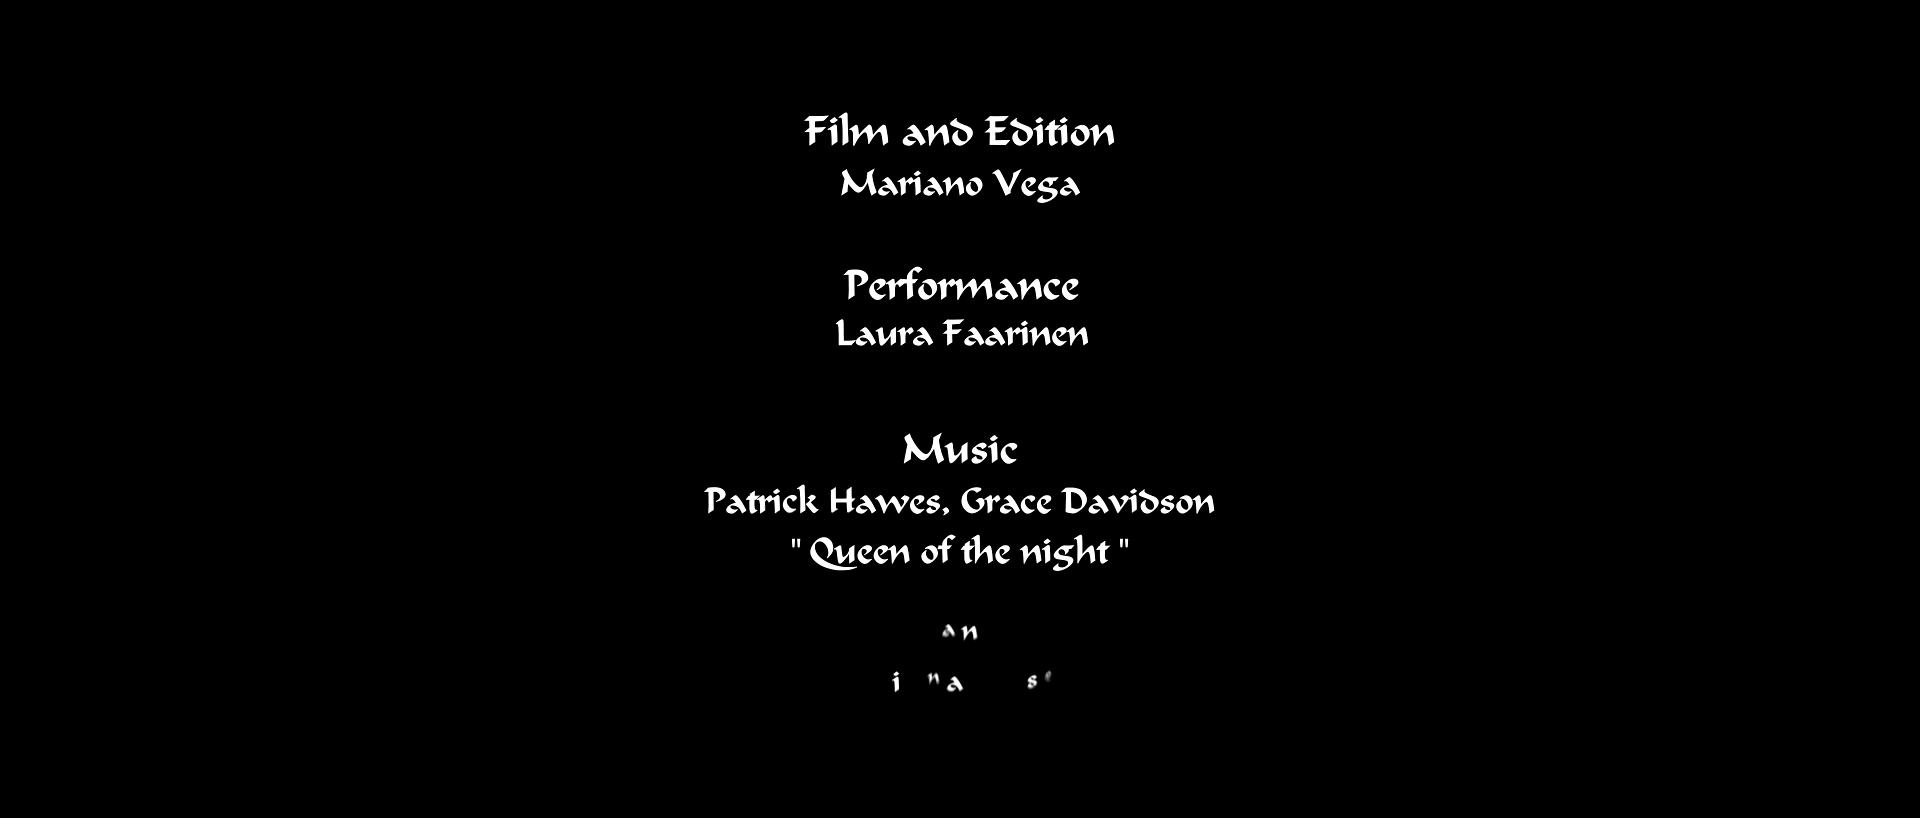 Film and Edition
Mariano Vega
Performance
Laura Faarinen
Music
Patrick Hawes, Grace Davidson
" Queen of the night "